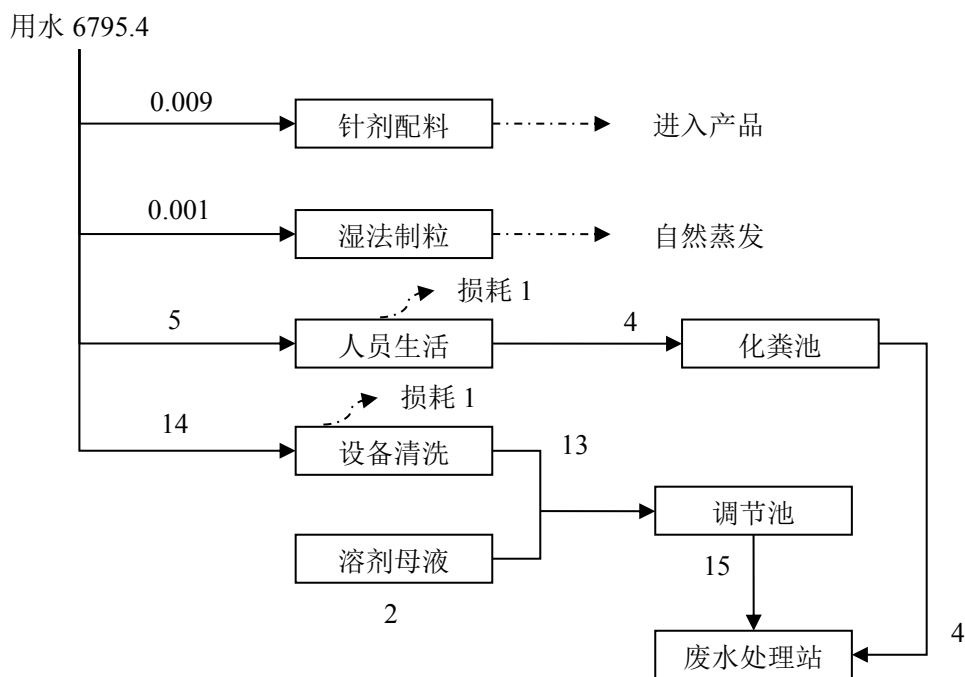 用水 6795.4
0.009
针剂配料
进入产品
0.001
湿法制粒
自然蒸发
损耗 1
5
人员生活
4
化粪池
损耗 1
14
设备清洗
13
调节池
溶剂母液
15
2
4
废水处理站